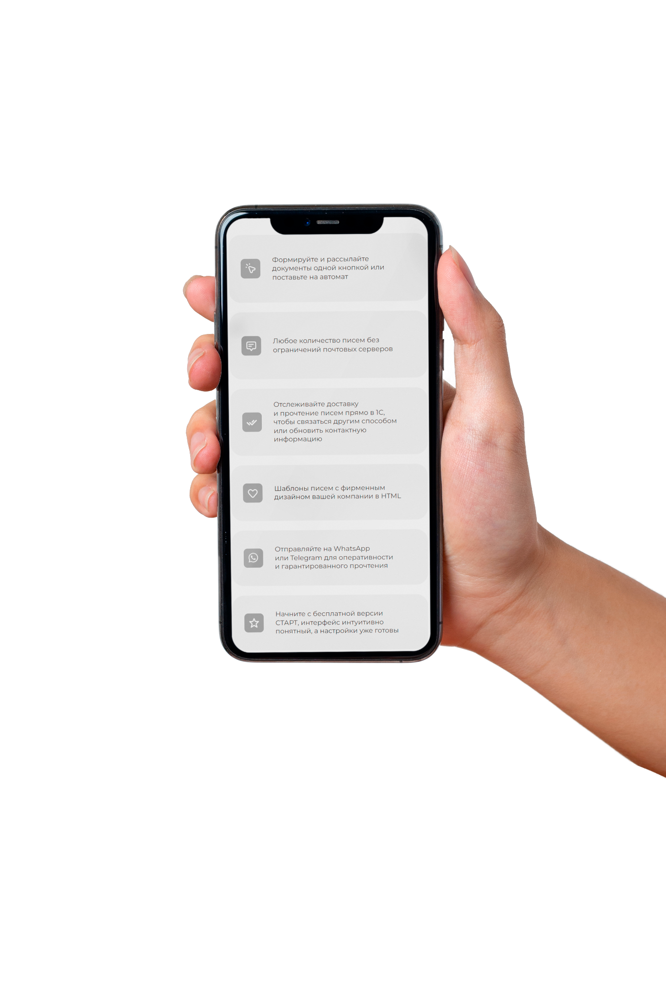 Формируйте и рассылайте
документы одной кнопкой или
поставьте на автомат
Любое количество писем без
ограничений почтовых серверов
Отслеживайте доставку
и прочтение писем прямо в 1С,
чтобы связаться другим способом
или обновить контактную
информацию
Шаблоны писем с фирменным
дизайном вашей компании в HTML
Отправляйте на WhatsApp
или Telegram для оперативности
и гарантированного прочтения
Начните с бесплатной версии
СТАРТ, интерфейс интуитивно
понятный, а настройки уже готовы